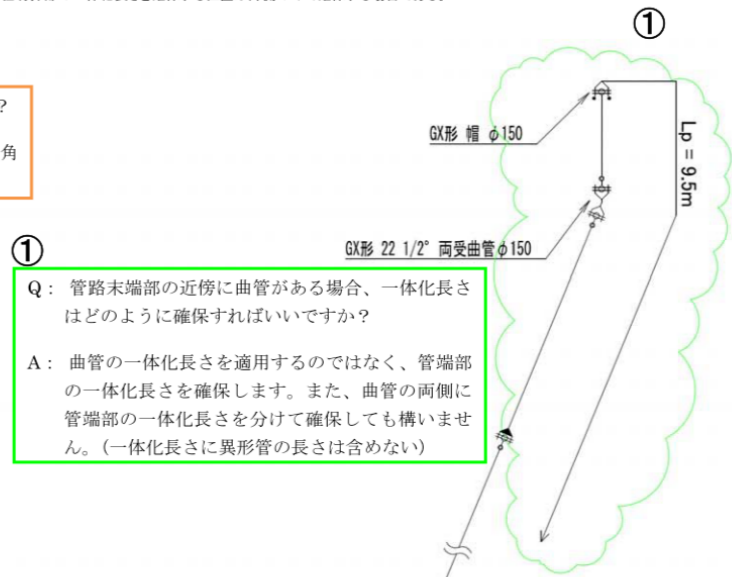 ①
?
角
GX形 帽 φ150
Lp = 9.5m
GX形 22 1/2° 両受曲管φ150
①
Q： 管路末端部の近傍に曲管がある場合、一体化長さ
はどのように確保すればいいですか？
A： 曲管の一体化長さを適用するのではなく、管端部
の一体化長さを確保します。また、曲管の両側に
管端部の一体化長さを分けて確保しても構いませ
ん。（一体化長さに異形管の長さは含めない）